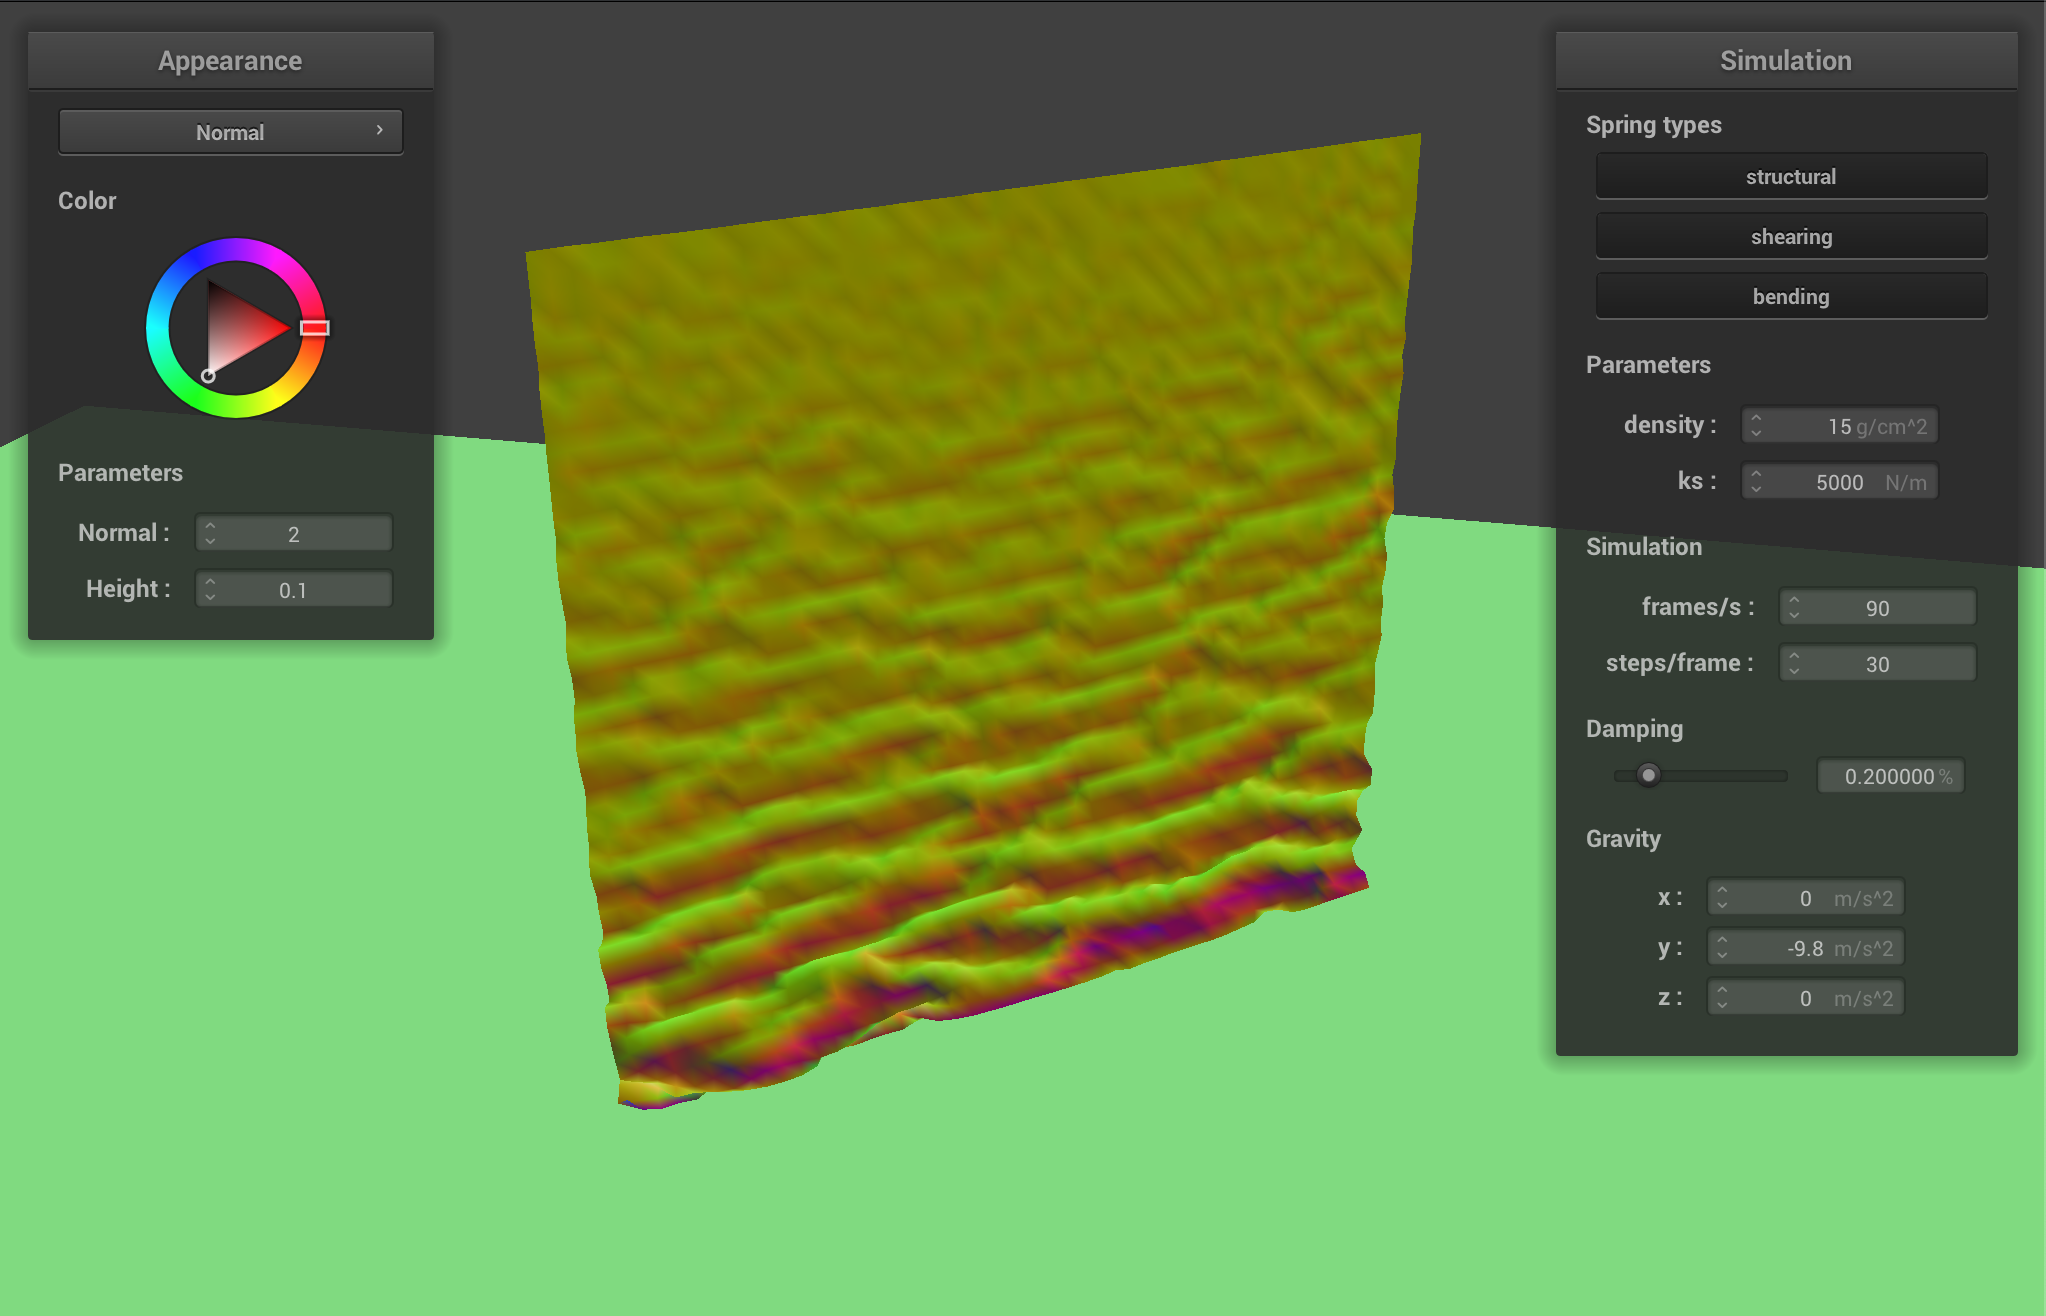 Appearance
Normal
Color
Parameters
Normal :
2
Height :
0.1
Simulation
Spring types
structural
shearing
bending
Parameters
density :
15 g/cm^2
ks :
5000 N/m
Simulation
frames/s :
90
steps/frame :
30
Damping
0.200000 %
Gravity
x :
0 m/s^2
y :
-9.8 m/s^2
z :
0 m/s^2